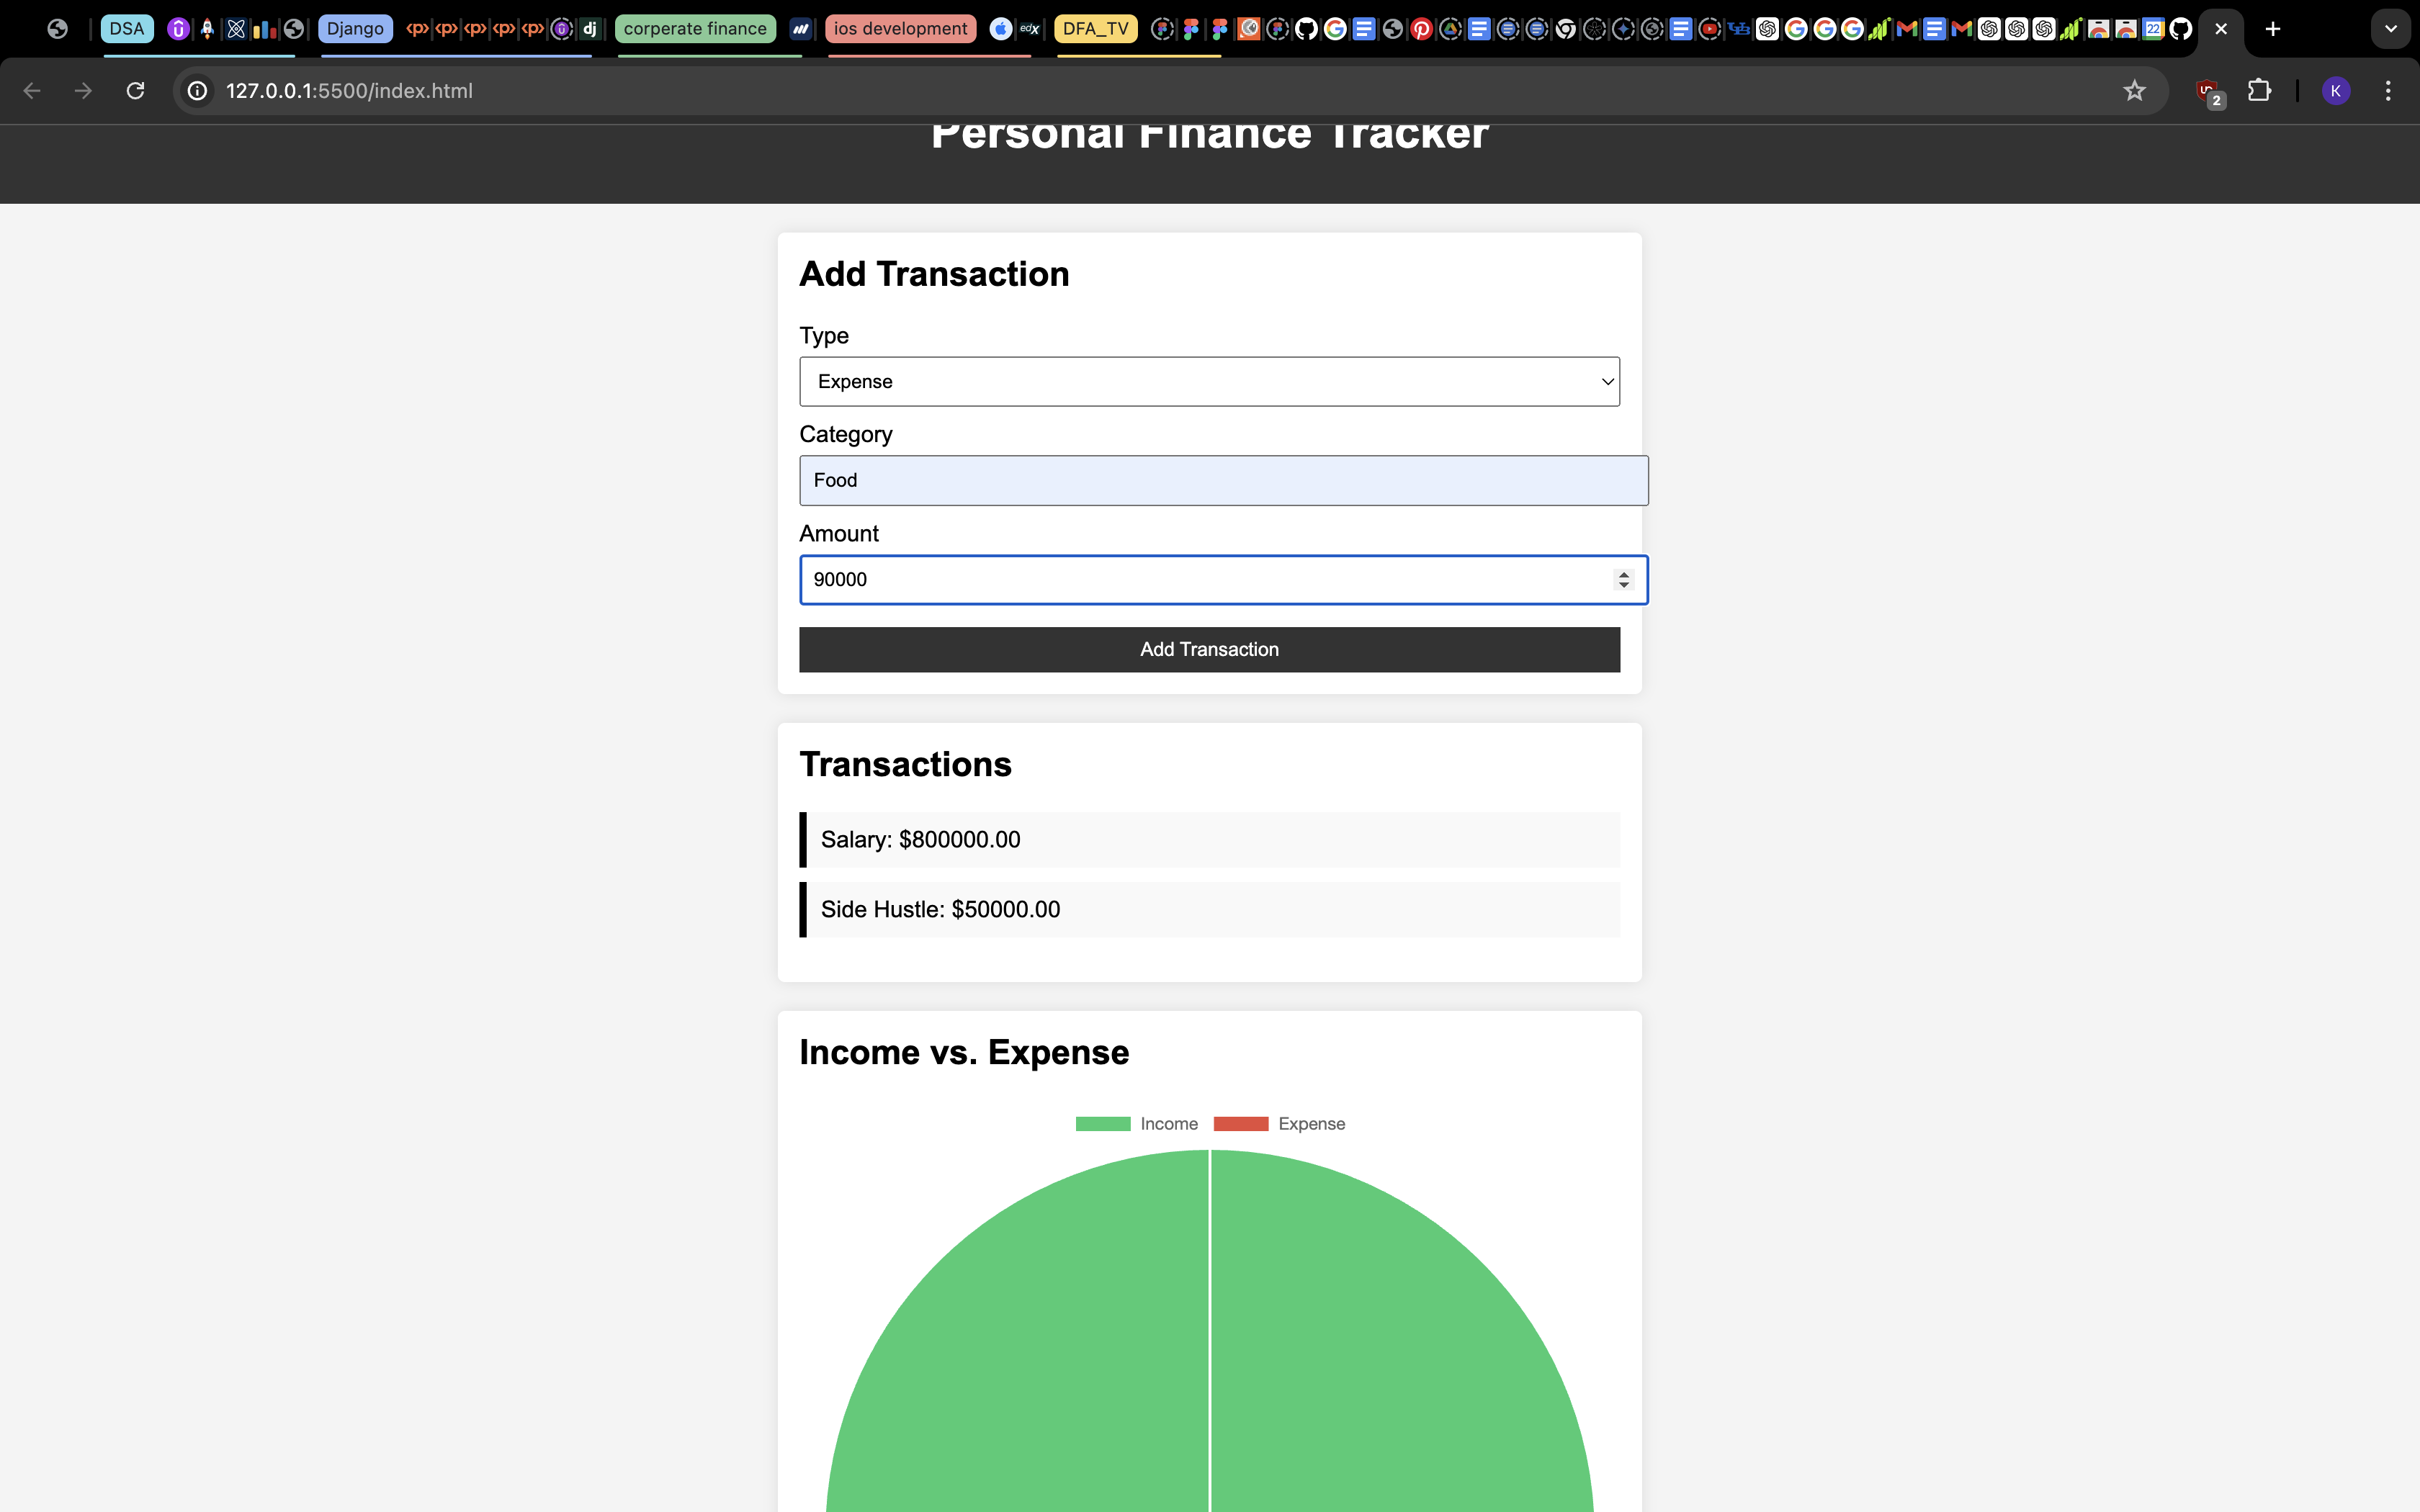 DSA Django dj corperate finance ios development edX DFA_TV 22
127.0.0.1:5500/index.html 2 K
Personal Finance Tracker
Add Transaction
Type
Expense
Category
Food
Amount
90000
Add Transaction
Transactions
Salary: $800000.00
Side Hustle: $50000.00
Income vs. Expense
Income Expense